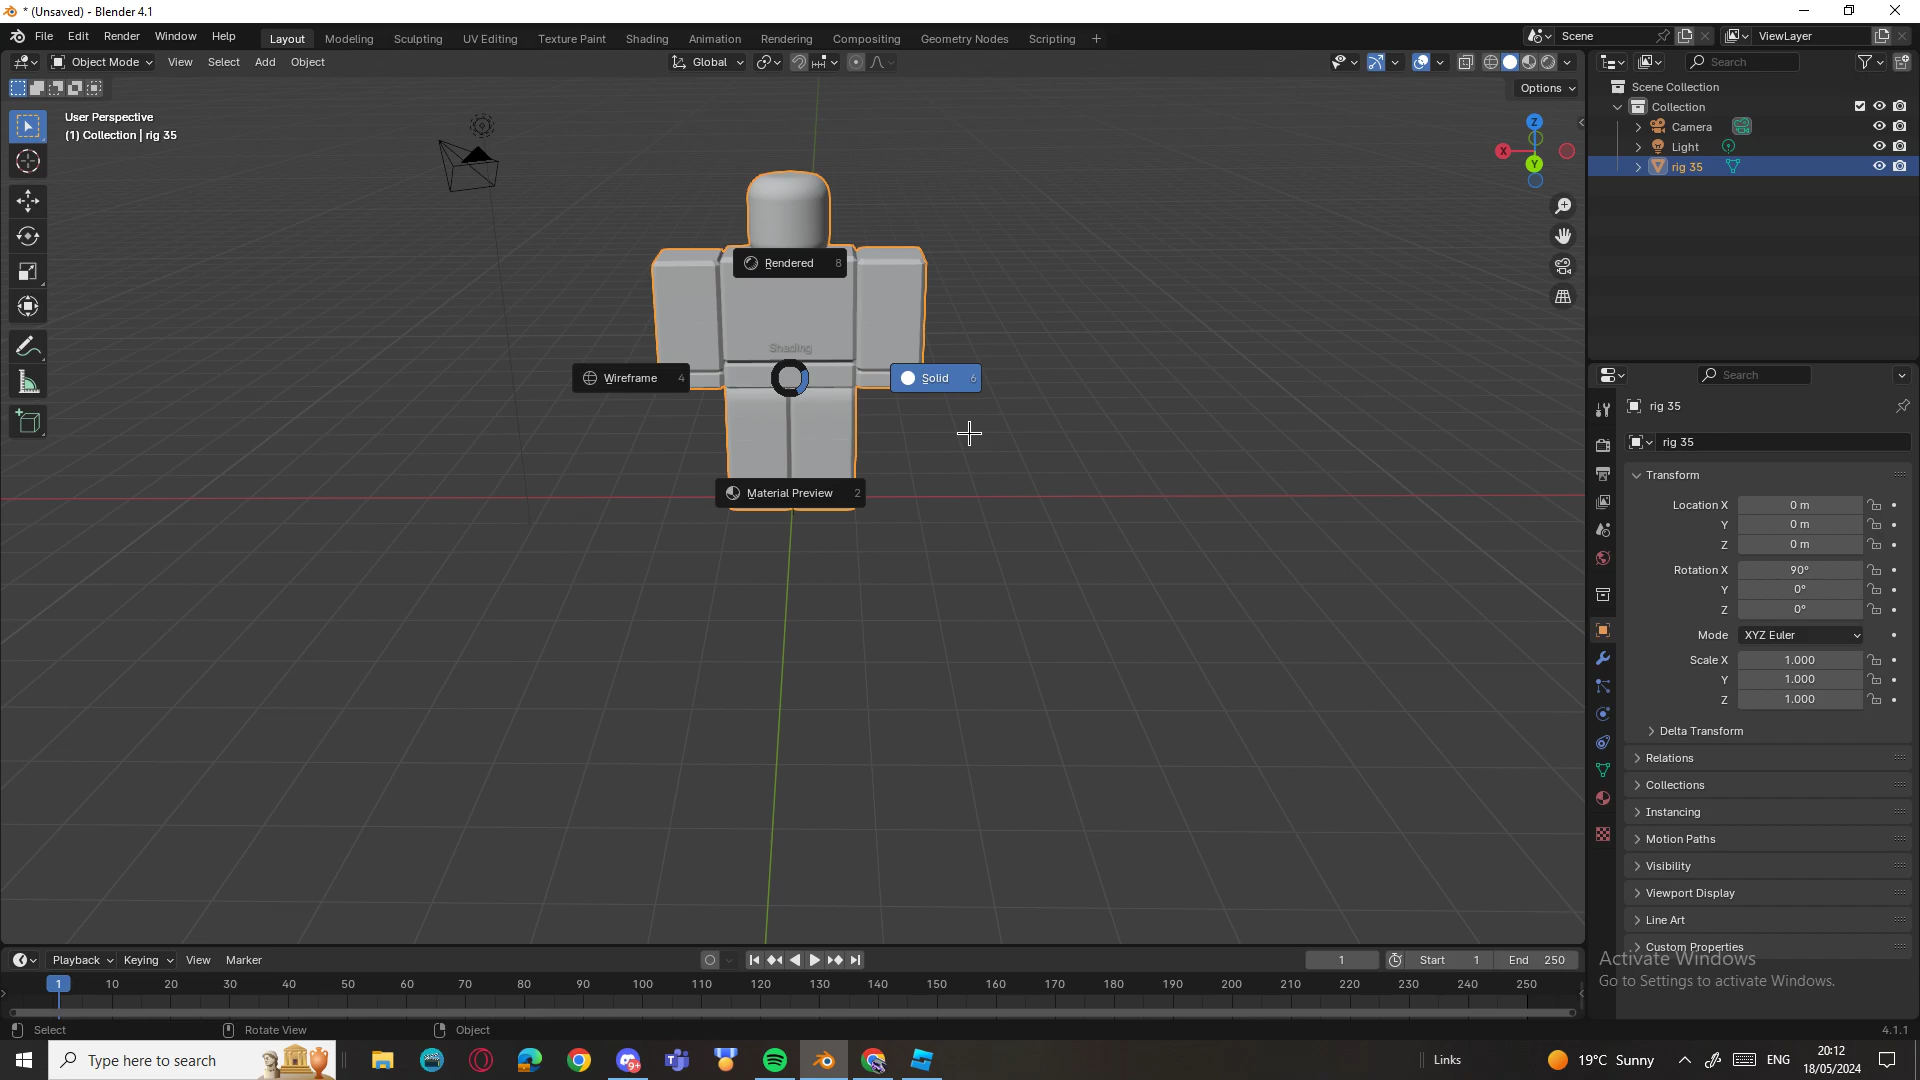 * (Unsaved) - Blender 4.1
File Edit Render Window Help Layout Modeling Sculpting UV Editing Texture Paint Shading Animation Rendering Compositing Geometry Nodes Scripting + Scene ViewLayer
Object Mode View Select Add Object Global Search
Options
User Perspective
(1) Collection | rig 35
Scene Collection
Collection
Camera
Light
rig 35
Z
X
Y
Rendered 8
Shading
Wireframe 4
Solid 6
Material Preview 2
Search
rig 35
rig 35
Transform
Location X 0 m
Y 0 m
Z 0 m
Rotation X 90°
Y 0°
Z 0°
Mode XYZ Euler
Scale X 1.000
Y 1.000
Z 1.000
Delta Transform
Relations
Collections
Instancing
Motion Paths
Visibility
Viewport Display
Line Art
Custom Properties
Activate Windows
Go to Settings to activate Windows.
Playback Keying View Marker 1 Start 1 End 250
1 10 20 30 40 50 60 70 80 90 100 110 120 130 140 150 160 170 180 190 200 210 220 230 240 250
Select Rotate View Object 4.1.1
Type here to search 9+ Links 19°C Sunny ENG 20:12
18/05/2024